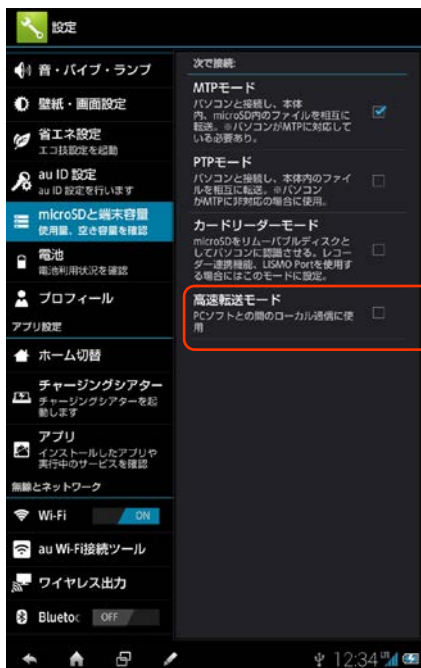 設定
音・バイブ・ランプ
壁紙・画面設定
省エネ設定
エコ技設定を起動
au ID 設定
au ID 設定を行います
microSDと端末容量
使用量、空き容量を確認
電池
電池利用状況を確認
プロフィール
アプリ設定
ホーム切替
チャージングシアター
チャージングシアターを起
動します
アプリ
インストールしたアプリや
実行中のサービスを確認
無線とネットワーク
Wi-Fi
ON
au Wi-Fi接続ツール
ワイヤレス出力
Bluetoc
OFF
次で接続:
MTPモード
パソコンと接続し、本体
内、microSD内のファイルを相互に
転送。※パソコンがMTPに対応して
いる必要あり。
PTPモード
パソコンと接続し、本体内のファイ
ルを相互に転送。※パソコン
がMTPに非対応の場合に使用。
カードリーダーモード
microSDをリムーバブルディスクと
してパソコンに認識させる。レコー
ダー連携機能、LISMO Portを使用す
る場合にはこのモードに設定。
高速転送モード
PCソフトとの間のローカル通信に使
用
12:34
LTE